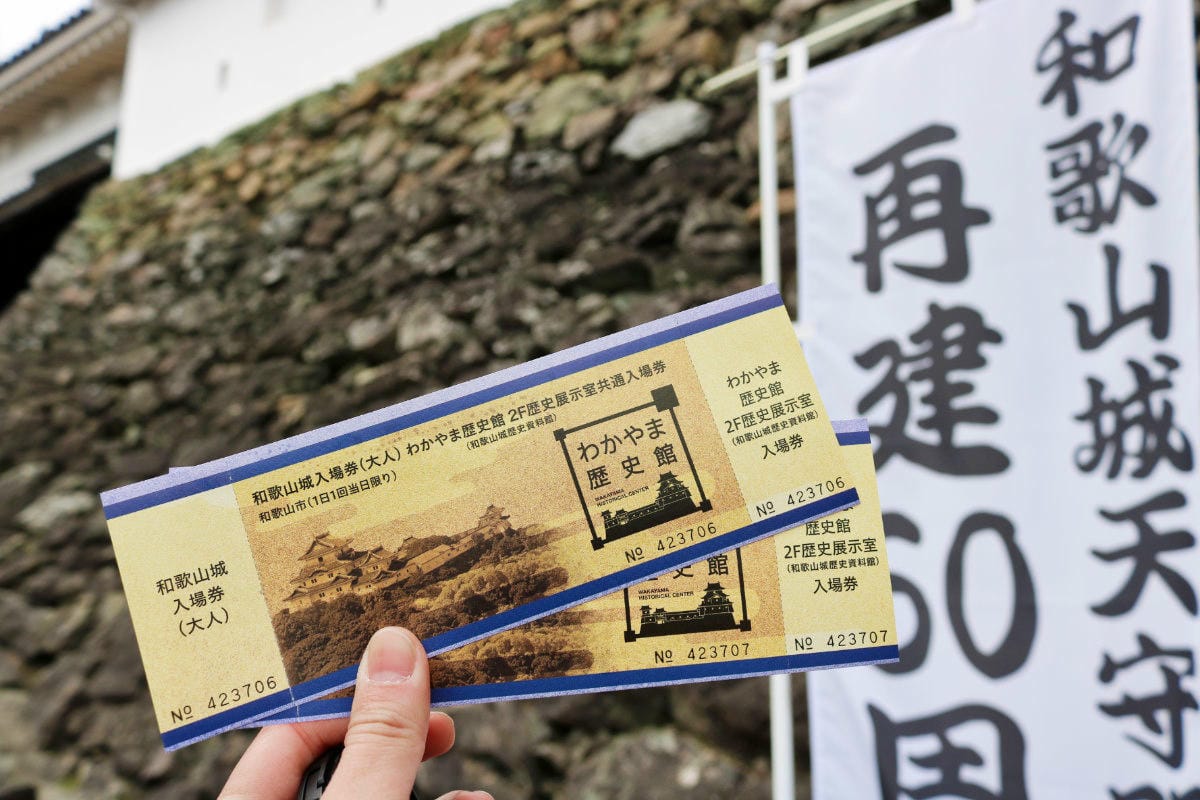 和歌山城
入場券
(大人)
№ 423706
和歌山城入場券(大人) わかやま歴史館 2F歴史展示室共通入場券
(和歌山城歴史資料館)
和歌山市(1日1回当日限り)
わかやま
歴史館
WAKAYAMA
HISTORICAL CENTER
№ 423706
わかやま
歴史館
2F歴史展示室
(和歌山城歴史資料館)
入場券
№ 423706
歴史館
WAKAYAMA
HISTORICAL CENTER
№ 423707
歴史館
2F歴史展示室
(和歌山城歴史資料館)
入場券
№ 423707
和歌山城天守
再建60周